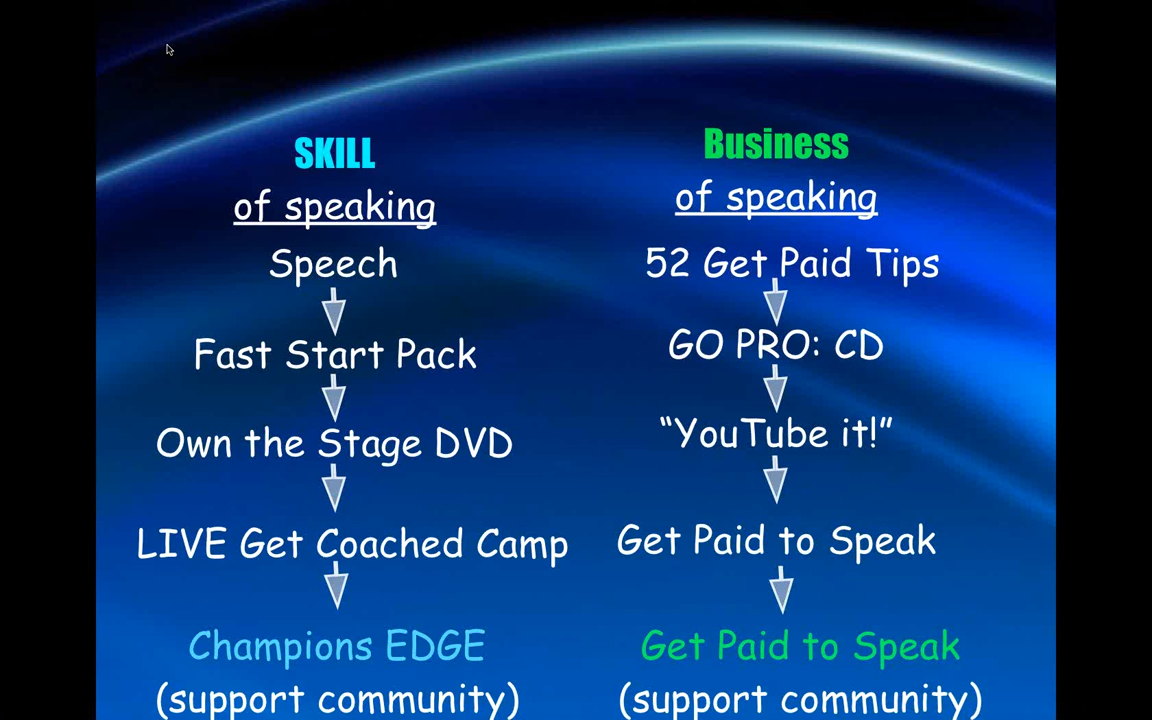 SKILL
of speaking
Speech
Fast Start Pack
Own the Stage DVD
LIVE Get Coached Camp
Champions EDGE
(support community)
Business
of speaking
52 Get Paid Tips
GO PRO: CD
“YouTube it!”
Get Paid to Speak
Get Paid to Speak
(support community)